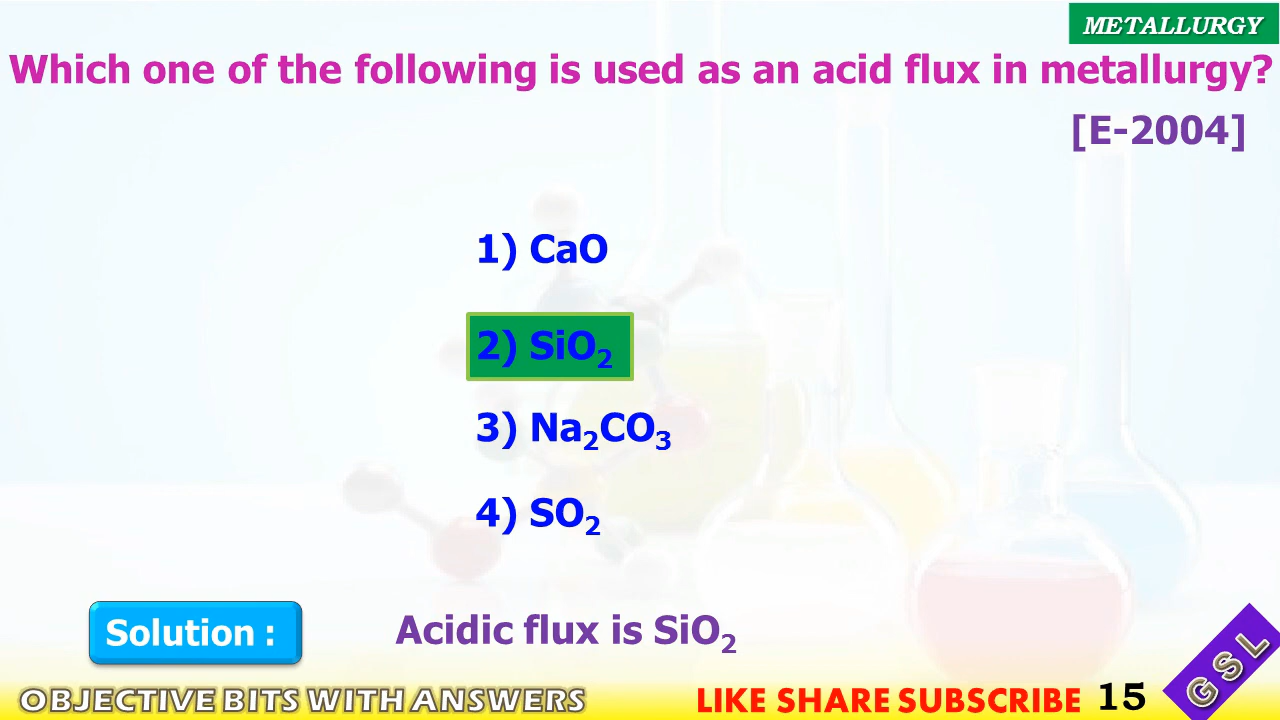 METALLURGY
Which one of the following is used as an acid flux in metallurgy?
[E-2004]
1) CaO
2) SiO₂
3) Na₂CO₃
4) SO₂
Solution : Acidic flux is SiO₂
OBJECTIVE BITS WITH ANSWERS LIKE SHARE SUBSCRIBE 15 GSL